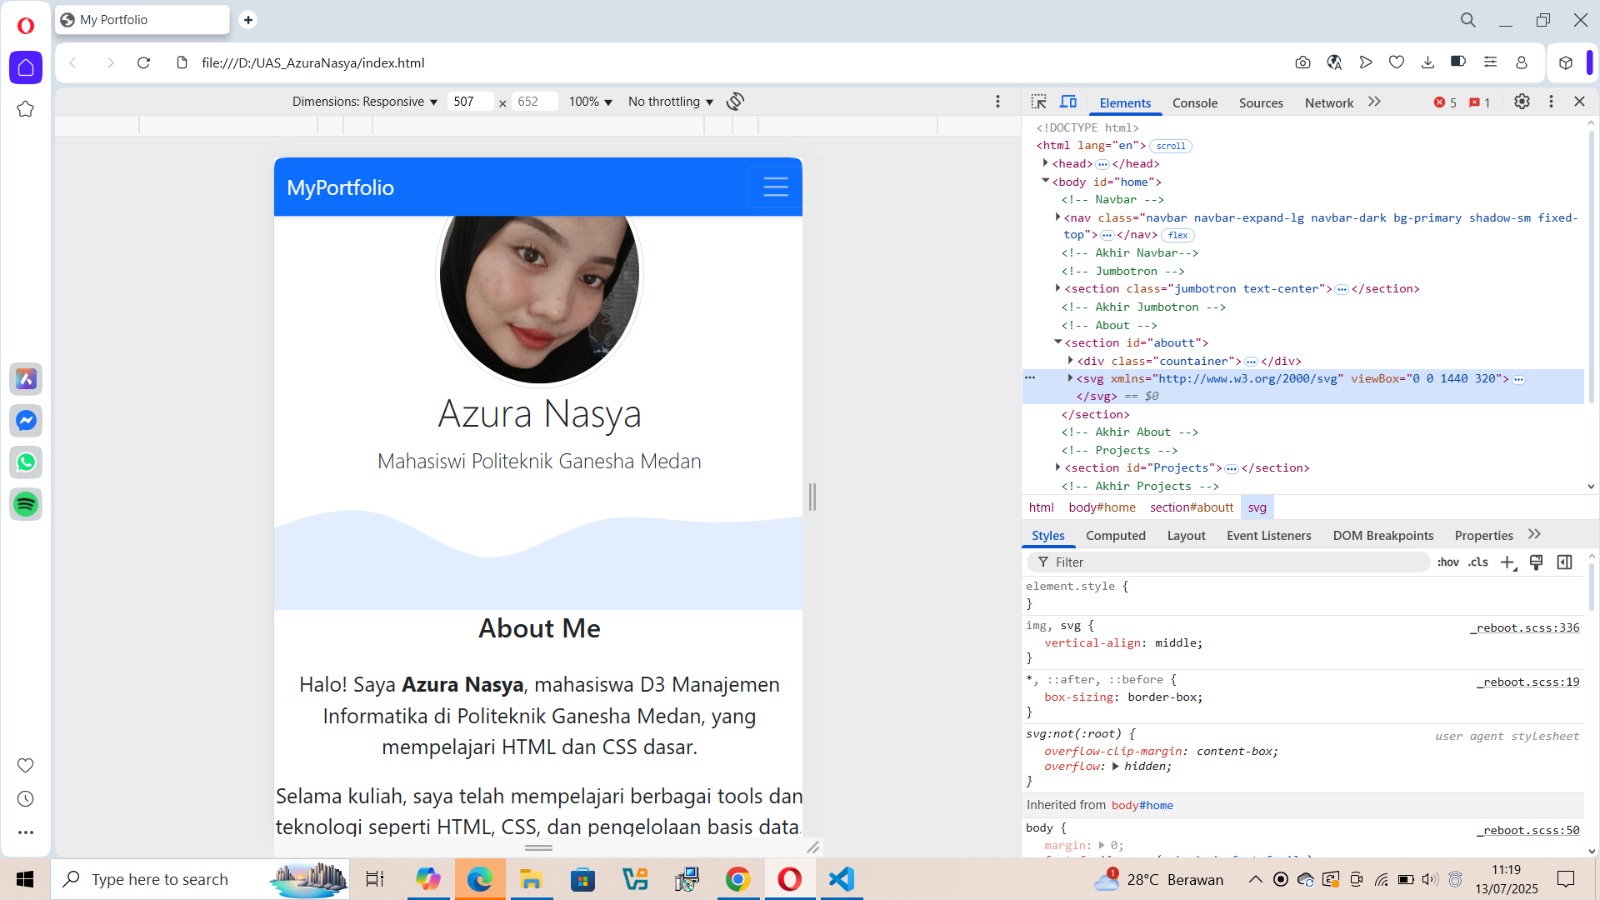 My Portfolio
file:///D:/UAS_AzuraNasya/index.html
Dimensions: Responsive ▼ 507 × 652 100% ▼ No throttling ▼
MyPortfolio
Azura Nasya
Mahasiswi Politeknik Ganesha Medan
About Me
Halo! Saya Azura Nasya, mahasiswa D3 Manajemen
Informatika di Politeknik Ganesha Medan, yang
mempelajari HTML dan CSS dasar.
Selama kuliah, saya telah mempelajari berbagai tools dan
teknologi seperti HTML, CSS, dan pengelolaan basis data.
Elements Console Sources Network 5 1
<!DOCTYPE html>
<html lang="en"> scroll
<head>…</head>
<body id="home">
<!-- Navbar -->
<nav class="navbar navbar-expand-lg navbar-dark bg-primary shadow-sm fixed-
top">…</nav> flex
<!-- Akhir Navbar-->
<!-- Jumbotron -->
<section class="jumbotron text-center">…</section>
<!-- Akhir Jumbotron -->
<!-- About -->
<section id="aboutt">
<div class="countainer">…</div>
<svg xmlns="http://www.w3.org/2000/svg" viewBox="0 0 1440 320">…
</svg> == $0
</section>
<!-- Akhir About -->
<!-- Projects -->
<section id="Projects">…</section>
<!-- Akhir Projects -->
html body#home section#aboutt svg
Styles Computed Layout Event Listeners DOM Breakpoints Properties
Filter :hov .cls
element.style {
}
img, svg { _reboot.scss:336
vertical-align: middle;
}
*, ::after, ::before { _reboot.scss:19
box-sizing: border-box;
}
svg:not(:root) { user agent stylesheet
overflow-clip-margin: content-box;
overflow: hidden;
}
Inherited from body#home
body { _reboot.scss:50
margin: 0;
Type here to search
1
28°C Berawan
11:19
13/07/2025